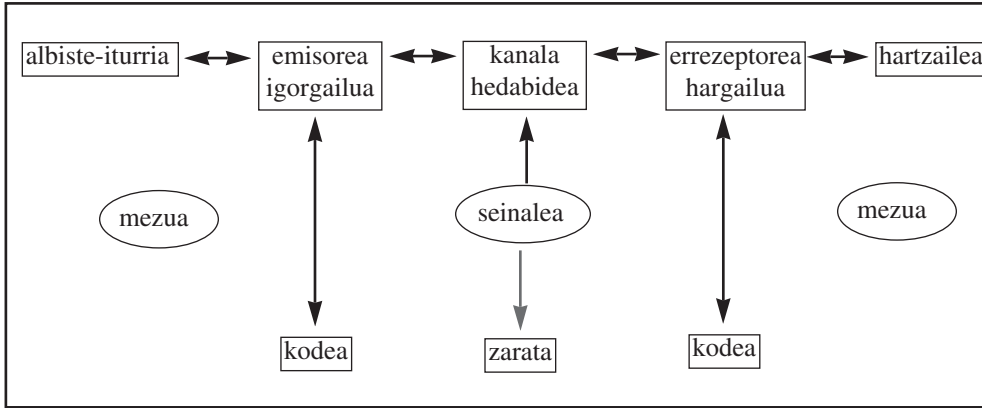 albiste-iturria
emisorea
igorgailua
kanala
hedabidea
errezeptorea
hargailua
hartzailea
mezua
seinalea
mezua
kodea
zarata
kodea